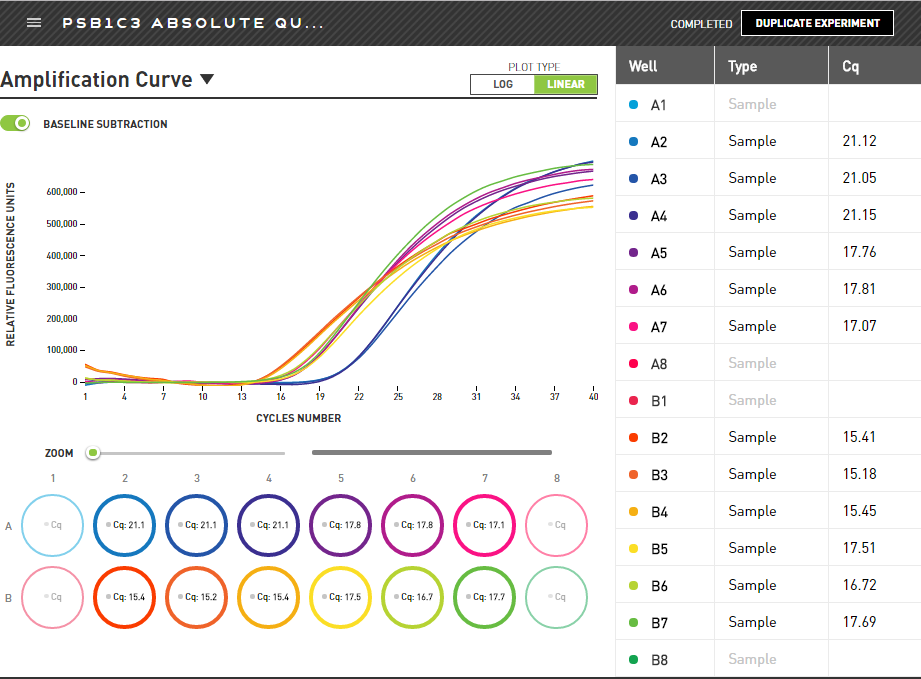 PSB1C3 ABSOLUTE QU...
COMPLETED
DUPLICATE EXPERIMENT
Amplification Curve
PLOT TYPE
LOG LINEAR
BASELINE SUBTRACTION
RELATIVE FLUORESCENCE UNITS
600,000
500,000
400,000
300,000
200,000
100,000
0
1 4 7 10 13 16 19 22 25 28 31 34 37 40
CYCLES NUMBER
ZOOM
1 2 3 4 5 6 7 8
A Cq Cq: 21.1 Cq: 21.1 Cq: 21.1 Cq: 17.8 Cq: 17.8 Cq: 17.1 Cq
B Cq Cq: 15.4 Cq: 15.2 Cq: 15.4 Cq: 17.5 Cq: 16.7 Cq: 17.7 Cq
Well Type Cq
A1 Sample
A2 Sample 21.12
A3 Sample 21.05
A4 Sample 21.15
A5 Sample 17.76
A6 Sample 17.81
A7 Sample 17.07
A8 Sample
B1 Sample
B2 Sample 15.41
B3 Sample 15.18
B4 Sample 15.45
B5 Sample 17.51
B6 Sample 16.72
B7 Sample 17.69
B8 Sample